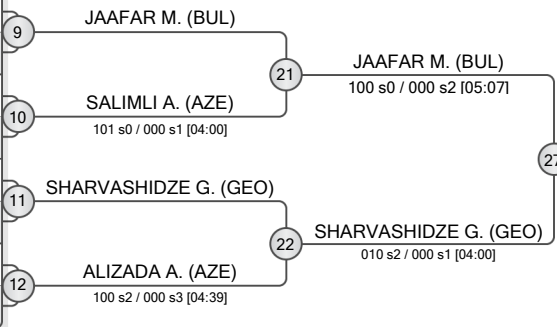 9
JAAFAR M. (BUL)
21
JAAFAR M. (BUL)
100 s0 / 000 s2 [05:07]
10
SALIMLI A. (AZE)
101 s0 / 000 s1 [04:00]
27
11
SHARVASHIDZE G. (GEO)
22
SHARVASHIDZE G. (GEO)
010 s2 / 000 s1 [04:00]
12
ALIZADA A. (AZE)
100 s2 / 000 s3 [04:39]